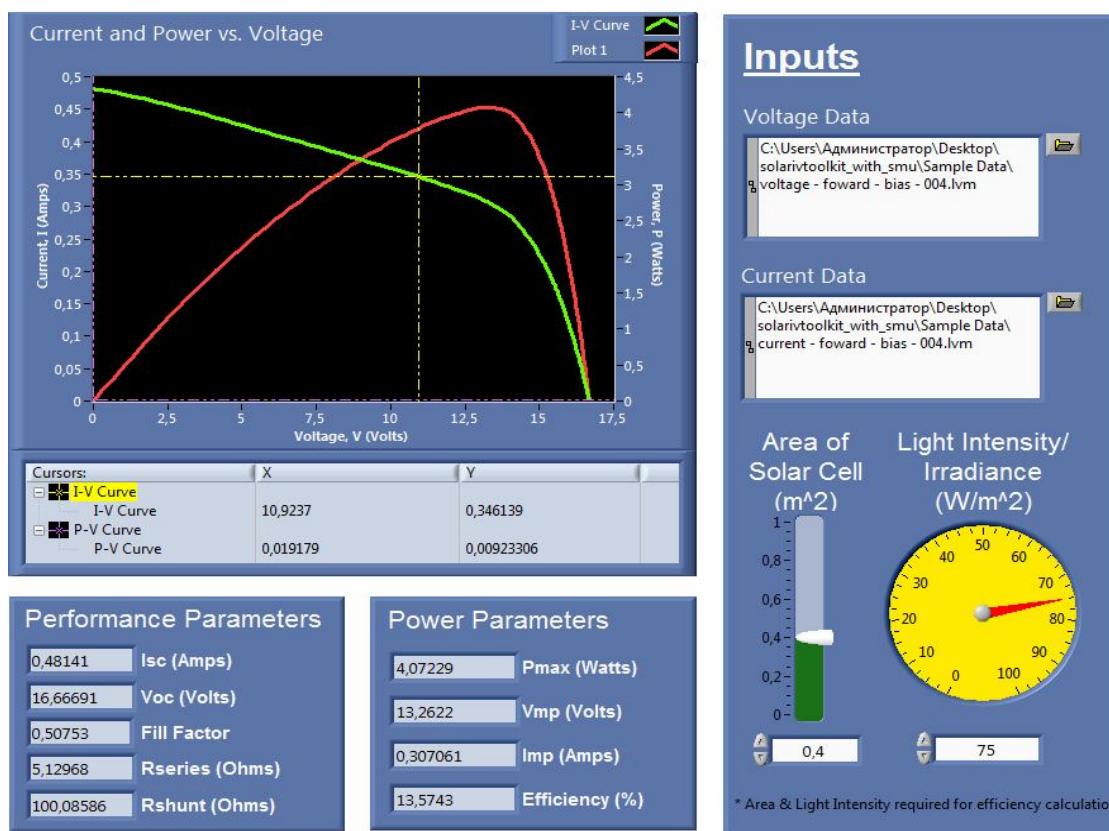 Current and Power vs. Voltage
I-V Curve
Plot 1
0,5
0,45
0,4
0,35
0,3
0,25
0,2
0,15
0,1
0,05
0
Current, I (Amps)
4,5
4
3,5
3
2,5
2
1,5
1
0,5
0
Power, P (Watts)
0 2,5 5 7,5 10 12,5 15 17,5
Voltage, V (Volts)
Cursors: X Y
I-V Curve
I-V Curve 10,9237 0,346139
P-V Curve
P-V Curve 0,019179 0,00923306
Performance Parameters
0,48141 Isc (Amps)
16,66691 Voc (Volts)
0,50753 Fill Factor
5,12968 Rseries (Ohms)
100,08586 Rshunt (Ohms)
Power Parameters
4,07229 Pmax (Watts)
13,2622 Vmp (Volts)
0,307061 Imp (Amps)
13,5743 Efficiency (%)
Inputs
Voltage Data
C:\Users\Администратор\Desktop\
solarivtoolkit_with_smu\Sample Data\
voltage - foward - bias - 004.lvm
Current Data
C:\Users\Администратор\Desktop\
solarivtoolkit_with_smu\Sample Data\
current - foward - bias - 004.lvm
Area of
Solar Cell
(m^2)
1
0,8
0,6
0,4
0,2
0
0,4
Light Intensity/
Irradiance
(W/m^2)
0 10 20 30 40 50 60 70 80 90 100
75
* Area & Light Intensity required for efficiency calculatio